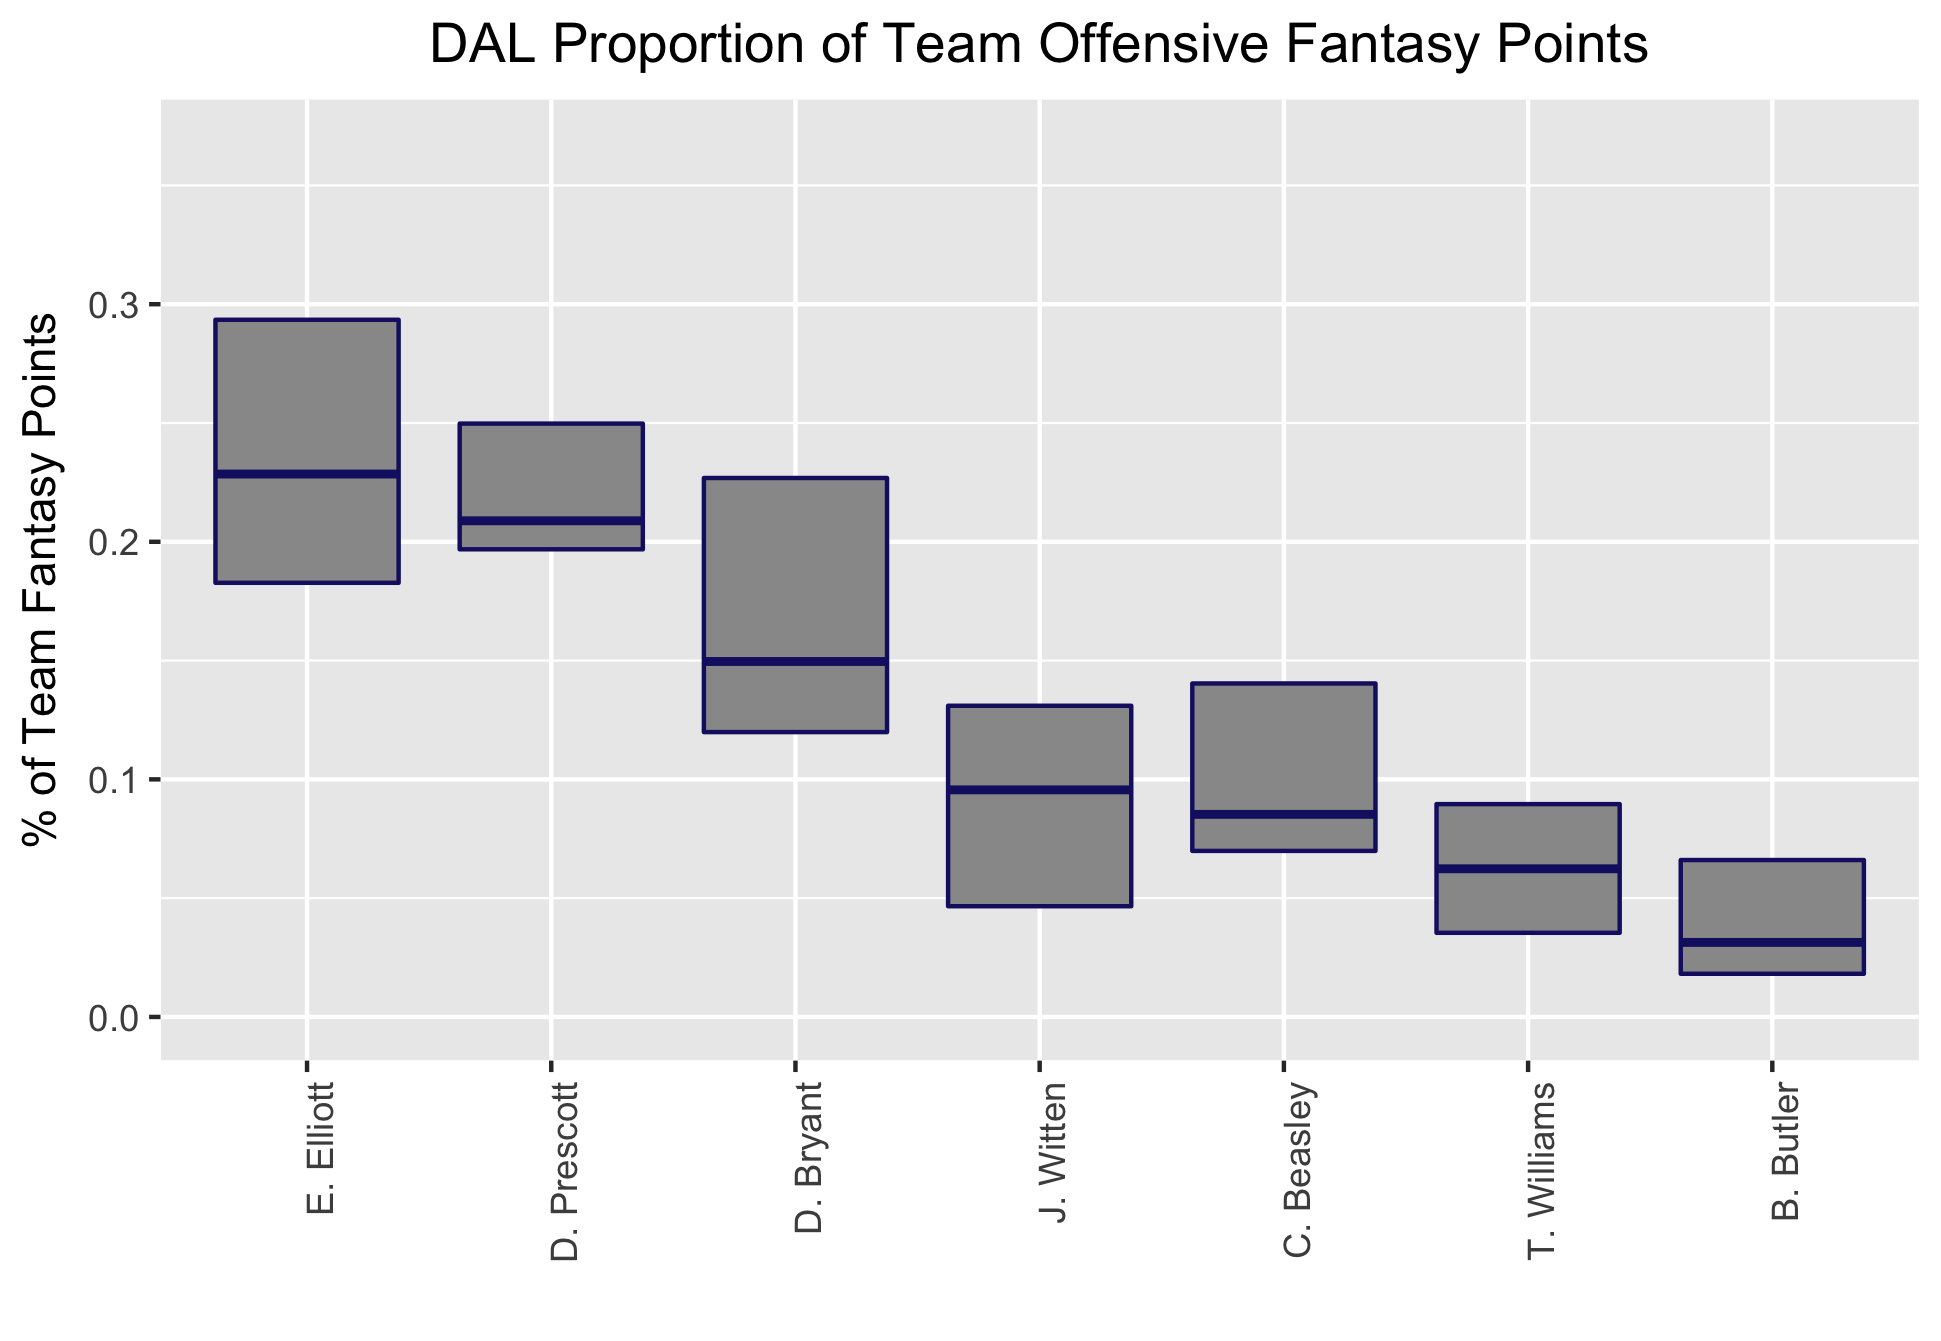 DAL Proportion of Team Offensive Fantasy Points
% of Team Fantasy Points
0.3
0.2
0.1
0.0
E. Elliott
D. Prescott
D. Bryant
J. Witten
C. Beasley
T. Williams
B. Butler